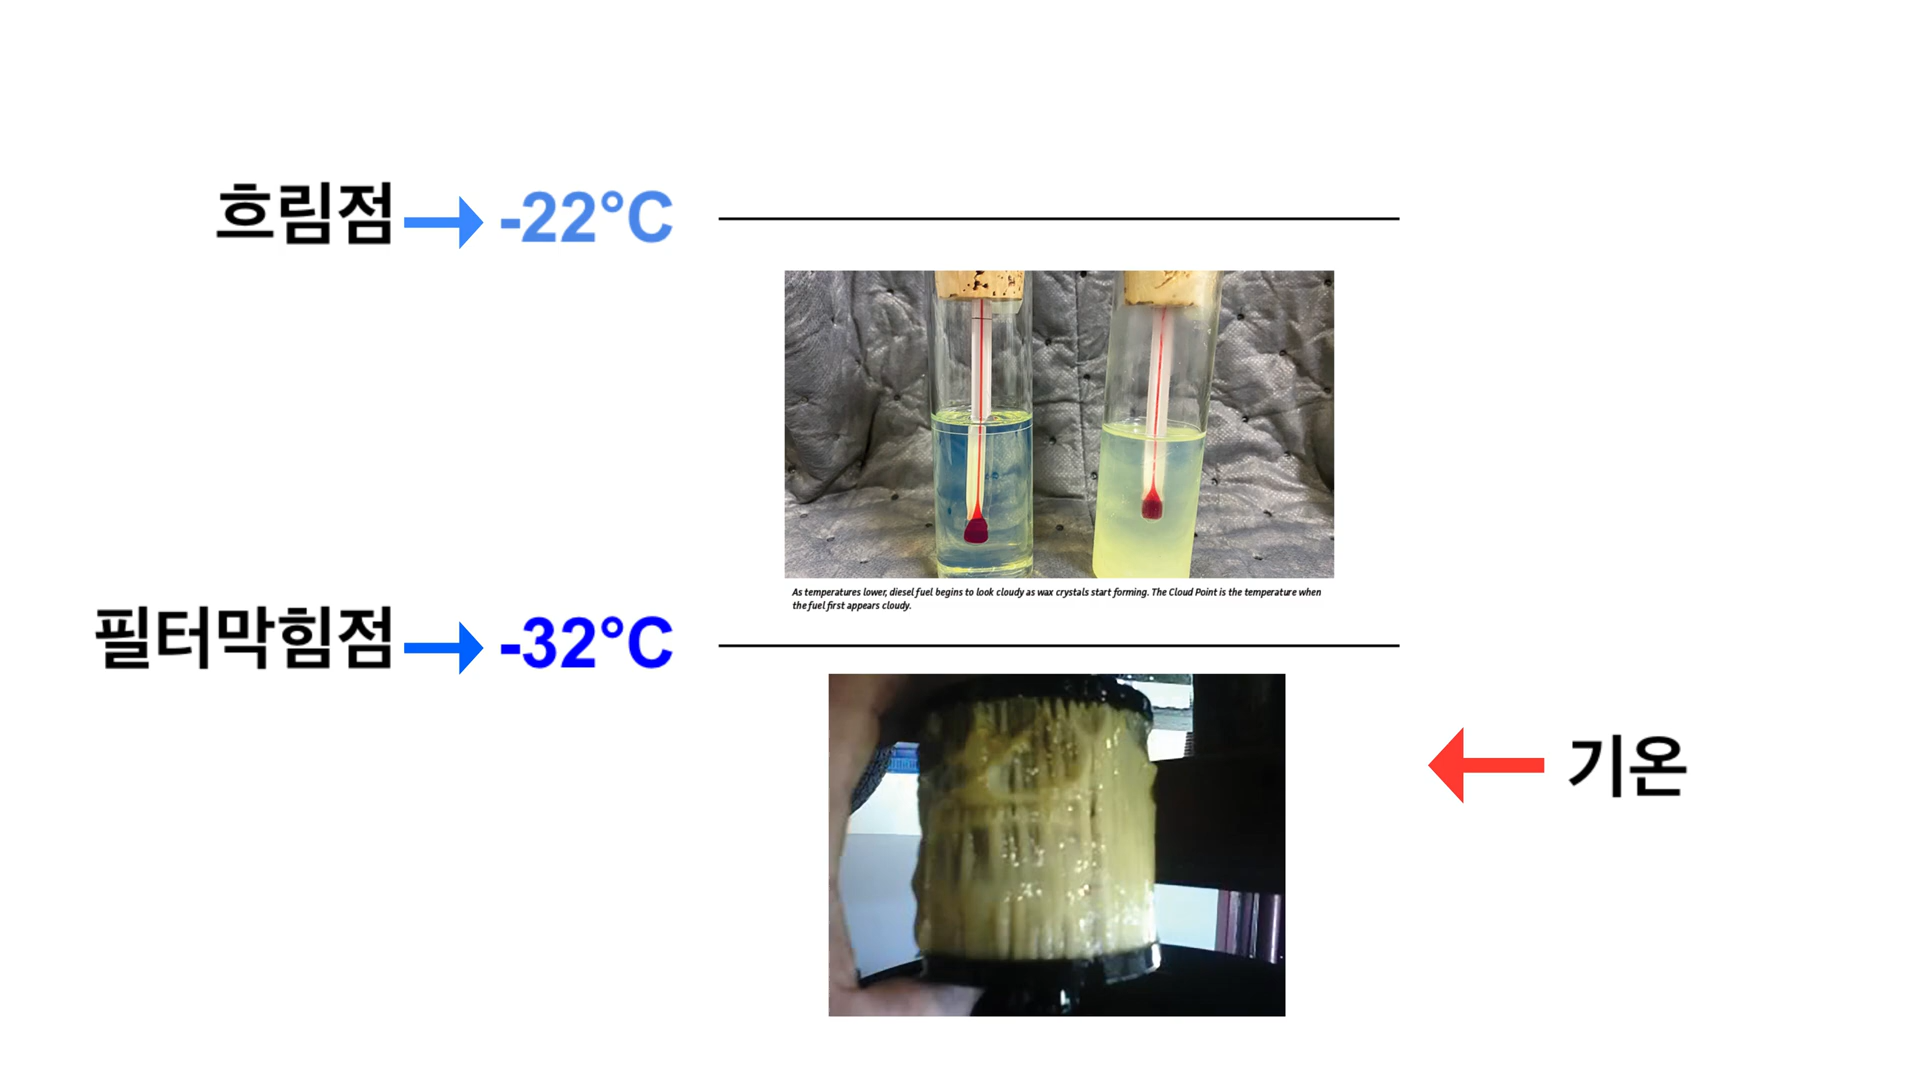 흐림점 -22°C
As temperatures lower, diesel fuel begins to look cloudy as wax crystals start forming. The Cloud Point is the temperature when
the fuel first appears cloudy.
필터막힘점 -32°C
기온